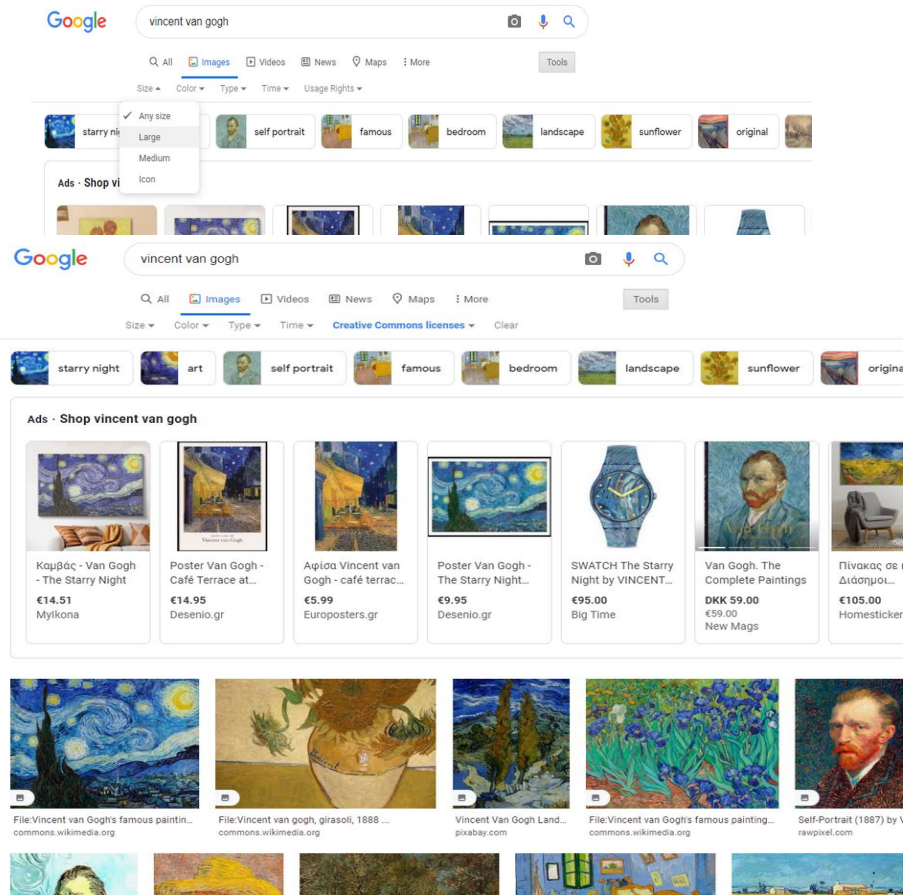 Google
vincent van gogh
All Images Videos News Maps More Tools
Size Color Type Time Usage Rights
Any size
Large
Medium
Icon
self portrait famous bedroom landscape sunflower original
Ads · Shop
Google
vincent van gogh
All Images Videos News Maps More Tools
Size Color Type Time Creative Commons licenses Clear
starry night art self portrait famous bedroom landscape sunflower origina
Ads · Shop vincent van gogh
Καμβάς - Van Gogh Poster Van Gogh - Αφίσα Vincent van Poster Van Gogh - SWATCH The Starry Van Gogh. The
- The Starry Night Café Terrace at... Gogh - café terrac... The Starry Night... Night by VINCENT... Complete Paintings Διάσημοι...
€14.51 €14.95 €5.99 €9.95 €95.00 DKK 59.00 €105.00
MyIkona Desenio.gr Europosters.gr Desenio.gr Big Time €59.00 Homesticker
New Mags
File:Vincent van Gogh's famous paintin... File:Vincent van gogh, girasoli, 1888 ... Vincent Van Gogh Land... File:Vincent van Gogh's famous painting... Self-Portrait (1887) by V
commons.wikimedia.org commons.wikimedia.org pixabay.com commons.wikimedia.org rawpixel.com